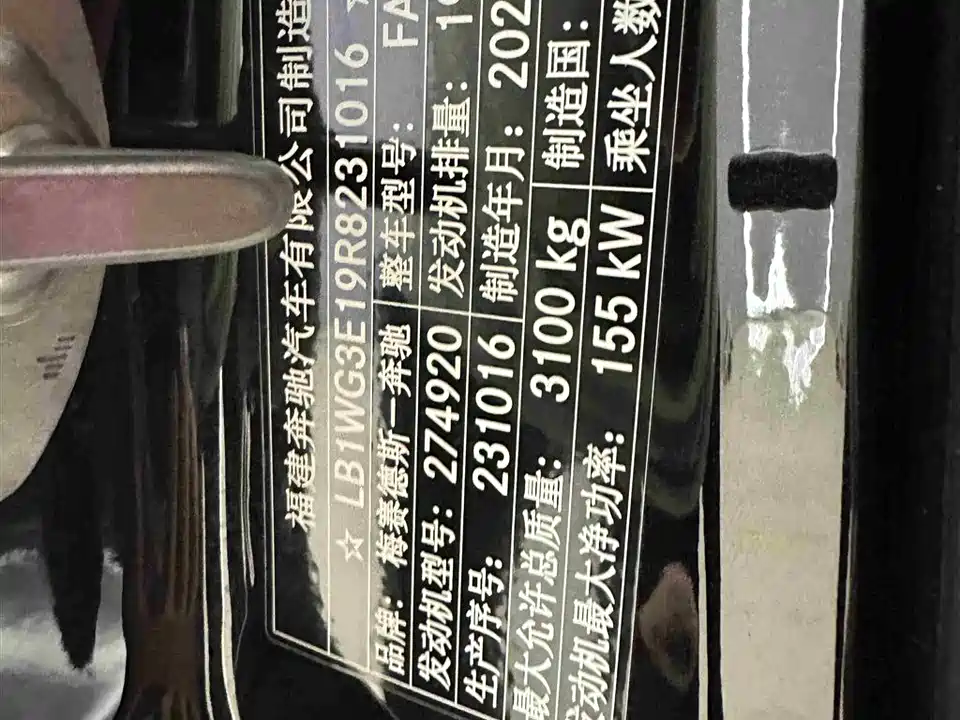 福建奔驰汽车有限公司制造
☆ LB1WG3E19R8231016 ☆
品牌：梅赛德斯－奔驰 整车型号： FA
发动机型号：274920 发动机排量：19
生产序号：231016 制造年月：202
最大允许总质量：3100 kg 制造国：
发动机最大净功率：155 kW 乘坐人数